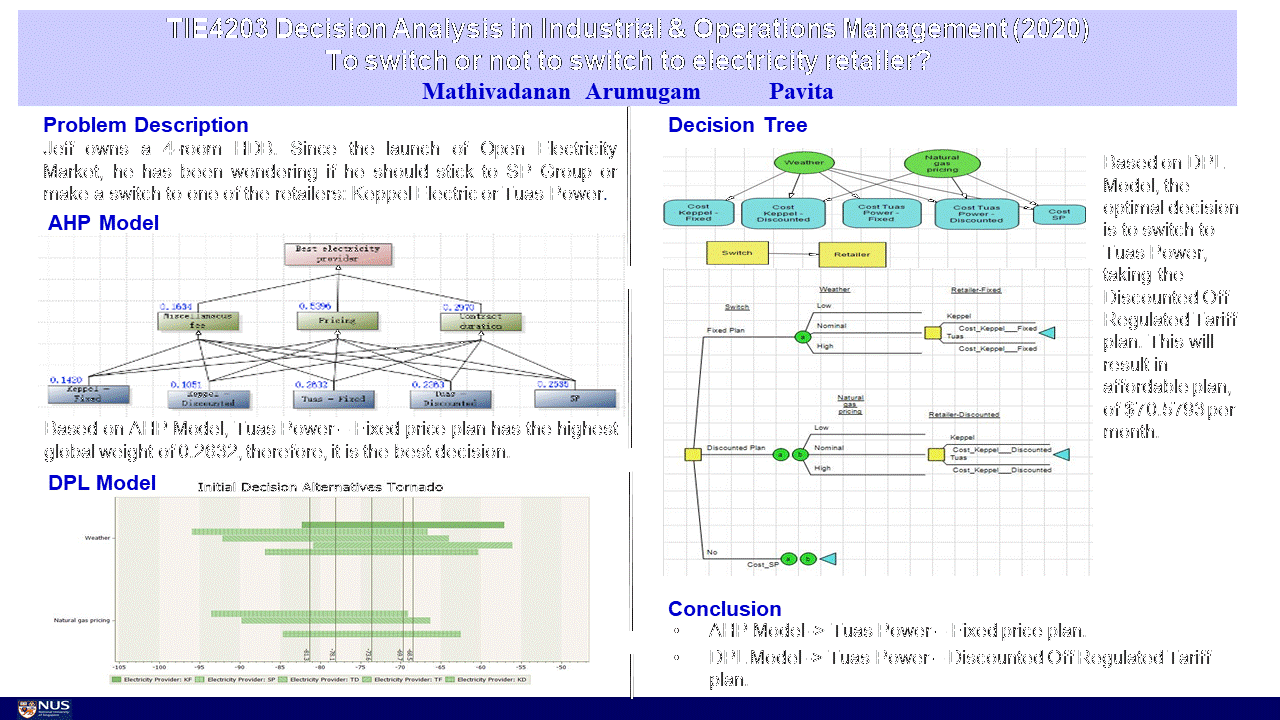 TIE4203 Decision Analysis in Industrial & Operations Management (2020)
To switch or not to switch to electricity retailer?
Mathivadanan Arumugam Pavita
Problem Description
Jeff owns a 4-room HDB. Since the launch of Open Electricity
Market, he has been wondering if he should stick to SP Group or
make a switch to one of the retailers: Keppel Electric or Tuas Power.
AHP Model
Best electricity
provider
0.1634
0.5396
0.2970
Miscellaneous
fee
Pricing
Contract
duration
0.1420
0.1051
0.2632
0.2363
0.2535
Keppel -
Fixed
Keppel -
Discounted
Tuas - Fixed
Tuas -
Discounted
SP
Based on AHP Model, Tuas Power - Fixed price plan has the highest
global weight of 0.2632, therefore, it is the best decision.
DPL Model
Initial Decision Alternatives Tornado
Weather
Natural gas pricing
-105 -100 -95 -90 -85 -80 -75 -70 -65 -60 -55 -50
Electricity Provider: KF Electricity Provider: SP Electricity Provider: TD Electricity Provider: TF Electricity Provider: KD
Decision Tree
Weather
Natural
gas
pricing
Cost
Keppel -
Fixed
Cost
Keppel -
Discounted
Cost Tuas
Power -
Fixed
Cost Tuas
Power -
Discounted
Cost
SP
Switch
Retailer
Weather
Retailer-Fixed
Switch
Low
Nominal
High
Fixed Plan
a
Keppel
Cost_Keppel___Fixed
Tuas
Cost_Keppel___Fixed
Natural
gas
pricing
Retailer-Discounted
Low
Nominal
High
Discounted Plan
a
b
Keppel
Cost_Keppel___Discounted
Tuas
Cost_Keppel___Discounted
No
Cost_SP
a
b
Based on DPL
Model, the
optimal decision
is to switch to
Tuas Power,
taking the
Discounted Off
Regulated Tariff
plan. This will
result in
affordable plan,
of $70.5793 per
month.
Conclusion
• AHP Model -> Tuas Power - Fixed price plan.
• DPL Model -> Tuas Power - Discounted Off Regulated Tariff
plan.
NUS
National University
of Singapore